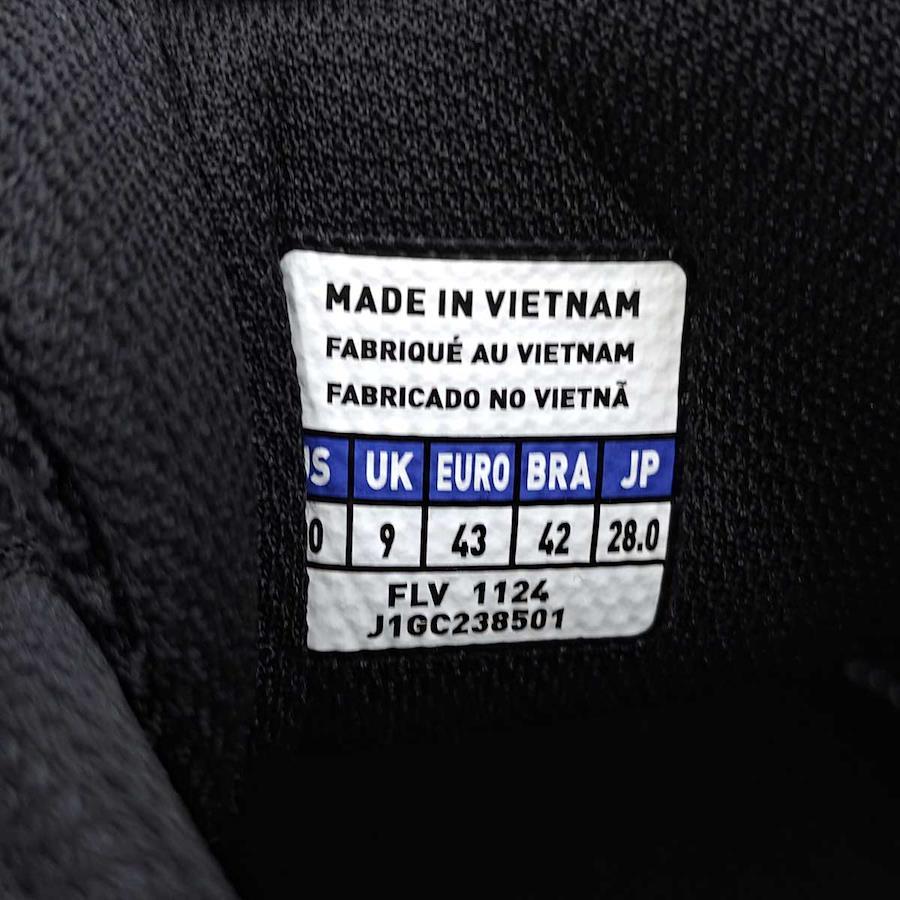 MADE IN VIETNAM
FABRIQUÉ AU VIETNAM
FABRICADO NO VIETNÃ
S UK EURO BRA JP
0 9 43 42 28.0
FLV 1124
J1GC238501